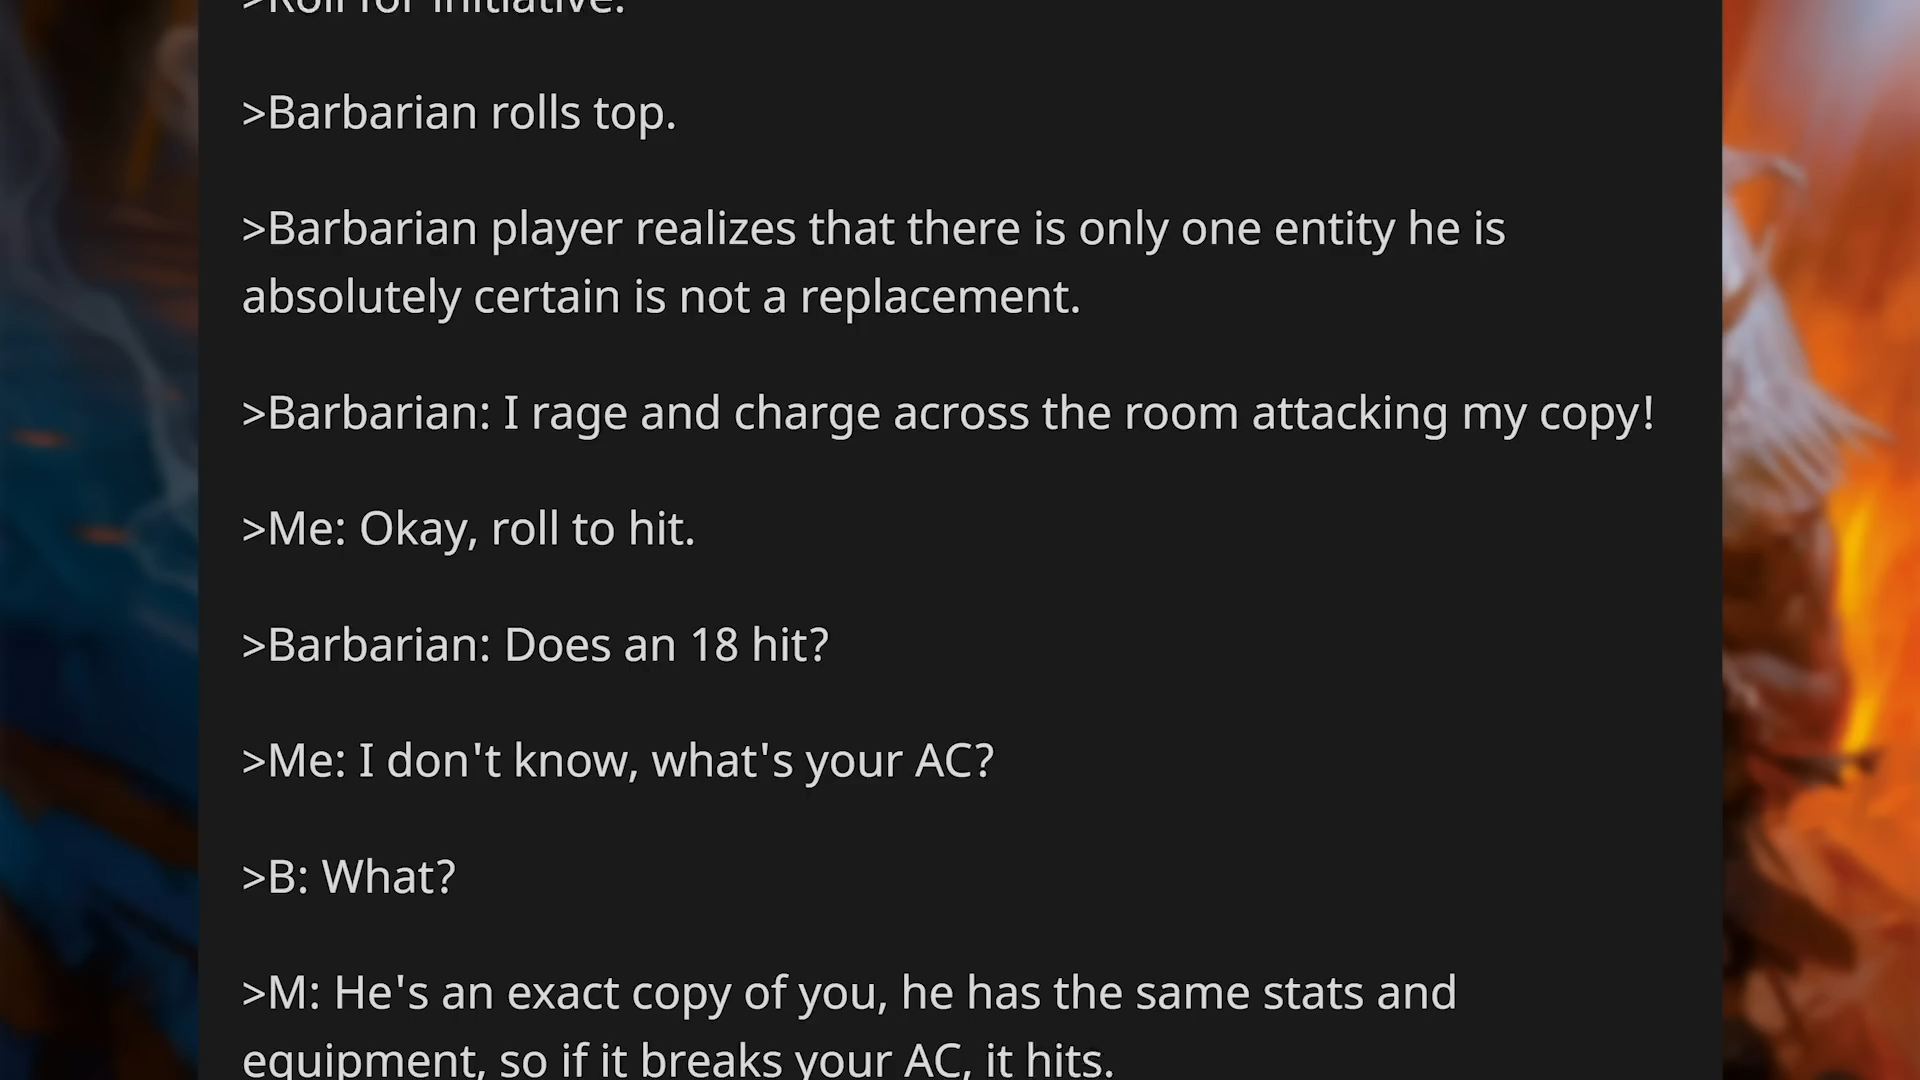 >Roll for initiative.
>Barbarian rolls top.
>Barbarian player realizes that there is only one entity he is
absolutely certain is not a replacement.
>Barbarian: I rage and charge across the room attacking my copy!
>Me: Okay, roll to hit.
>Barbarian: Does an 18 hit?
>Me: I don't know, what's your AC?
>B: What?
>M: He's an exact copy of you, he has the same stats and
equipment, so if it breaks your AC, it hits.